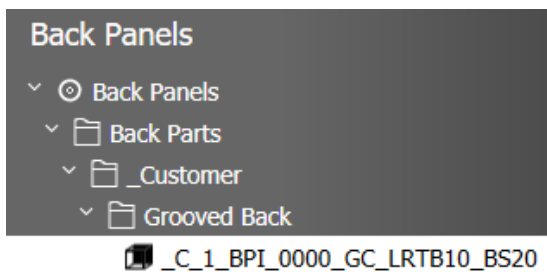 Back Panels
Back Panels
Back Parts
_Customer
Grooved Back
_C_1_BPI_0000_GC_LRTB10_BS20